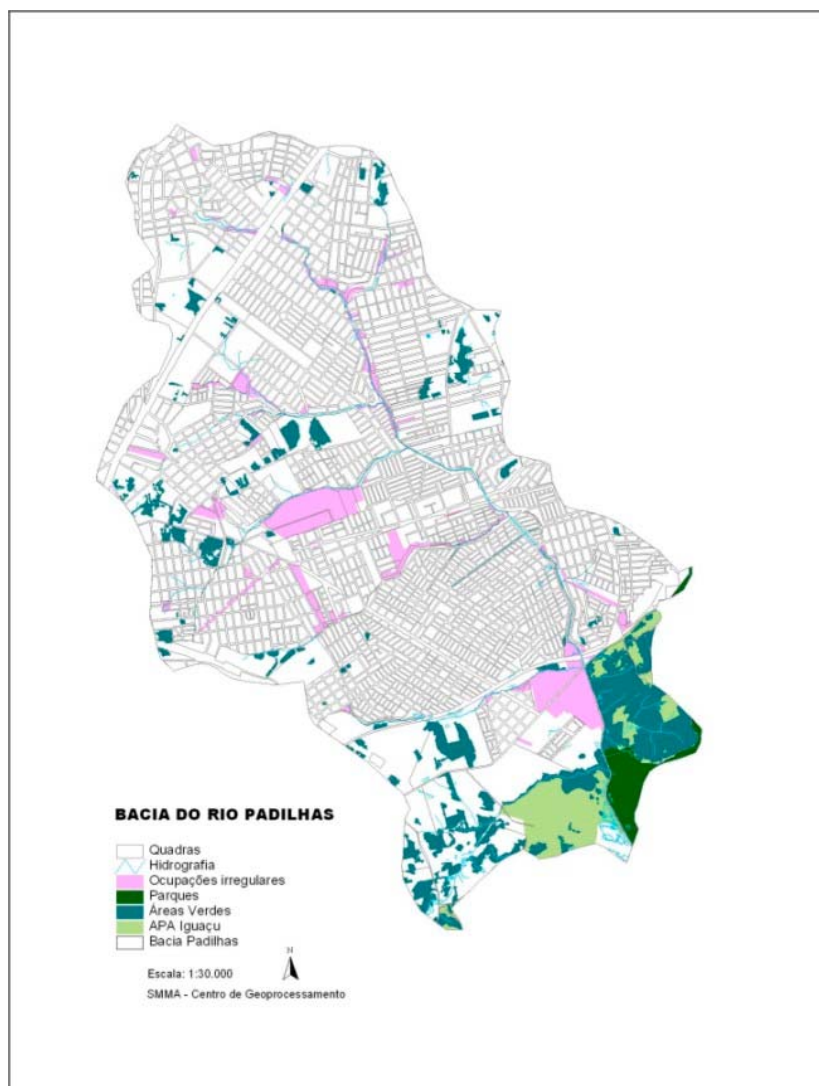 BACIA DO RIO PADILHAS
Quadras
Hidrografia
Ocupações irregulares
Parques
Áreas Verdes
APA Iguaçu
Bacia Padilhas
N
Escala: 1:30.000
SMMA - Centro de Geoprocessamento